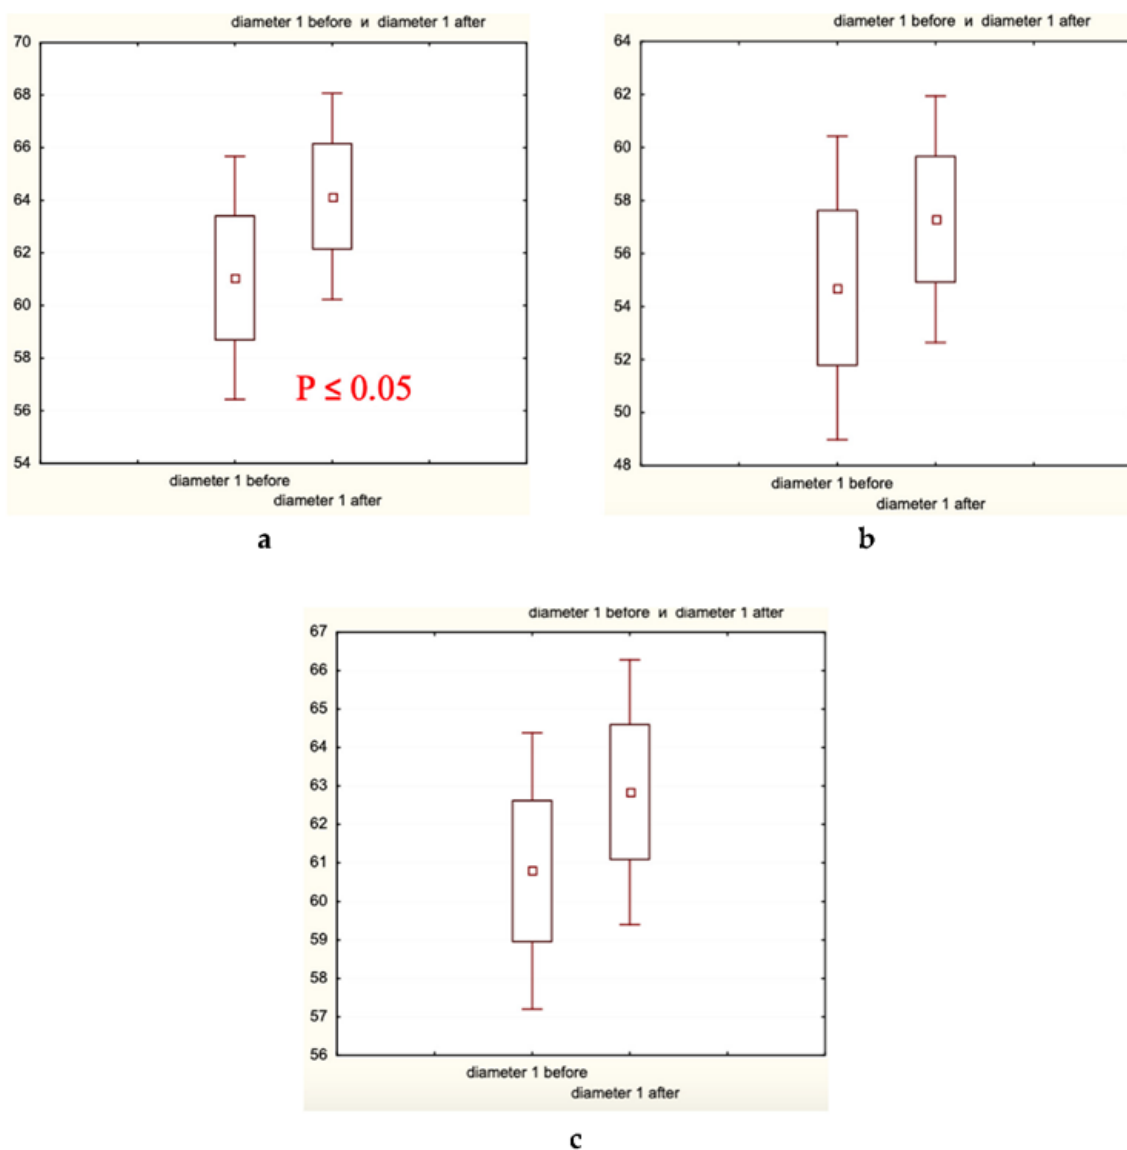 diameter 1 before и diameter 1 after
70
68
66
64
62
60
58
56
54
P ≤ 0.05
diameter 1 before
diameter 1 after
a
diameter 1 before и diameter 1 after
64
62
60
58
56
54
52
50
48
diameter 1 before
diameter 1 after
b
diameter 1 before и diameter 1 after
67
66
65
64
63
62
61
60
59
58
57
56
diameter 1 before
diameter 1 after
c